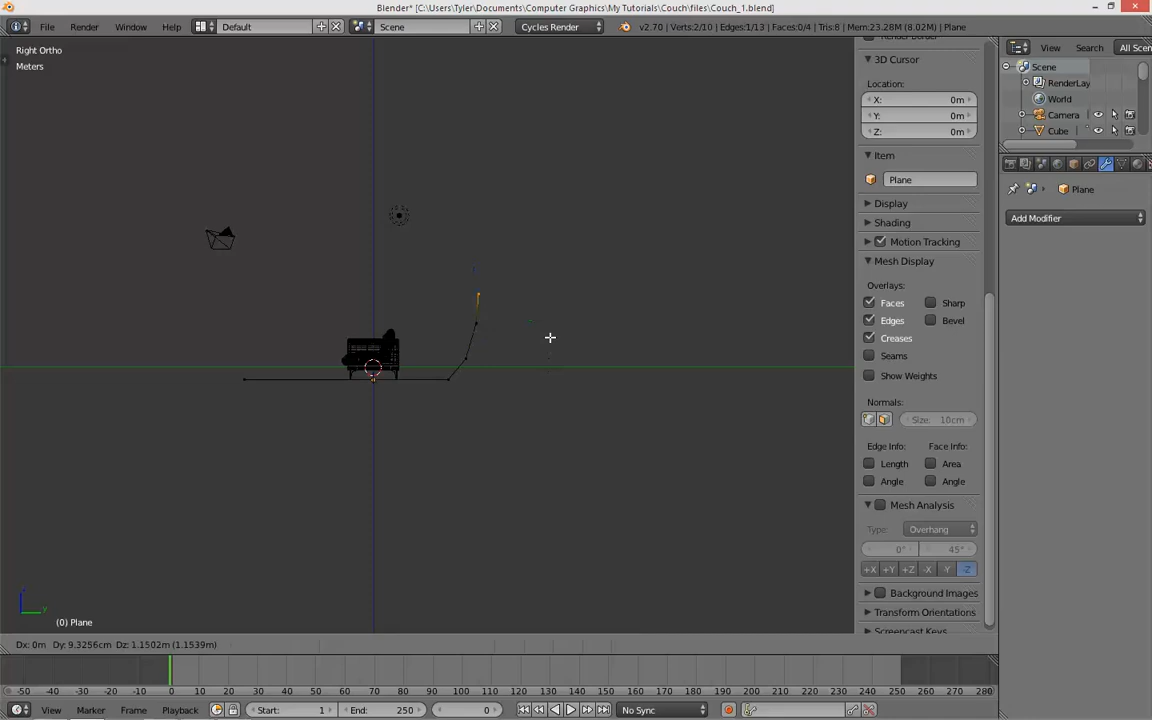 Blender* [C:\Users\Tyler\Documents\Computer Graphics\My Tutorials\Couch\files\Couch_1.blend]
File Render Window Help Default Scene Cycles Render v2.70 | Verts:2/10 | Edges:1/13 | Faces:0/4 | Tris:8 | Mem:23.28M (8.02M) | Plane
View Search All Scen
Right Ortho
Meters
3D Cursor
Location:
X: 0m
Y: 0m
Z: 0m
Item
Plane
Display
Shading
Motion Tracking
Mesh Display
Overlays:
Faces Sharp
Edges Bevel
Creases
Seams
Show Weights
Normals:
Size: 10cm
Edge Info: Face Info:
Length Area
Angle Angle
Mesh Analysis
Type: Overhang
0° 45°
+X +Y +Z -X -Y -Z
Background Images
Transform Orientations
Scene
RenderLay
World
Camera
Cube
Plane
Add Modifier
z
y
(0) Plane
Dx: 0m Dy: 9.3256cm Dz: 1.1502m (1.1539m)
-50 -40 -30 -20 -10 0 10 20 30 40 50 60 70 80 90 100 110 120 130 140 150 160 170 180 190 200 210 220 230 240 250 260 270 280
View Marker Frame Playback Start: 1 End: 250 0 No Sync